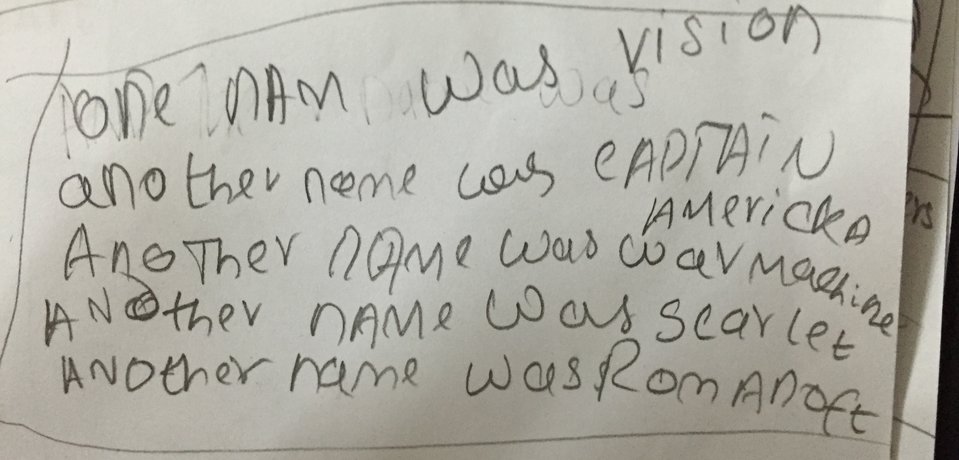 one nAM was vision
another name was CAPTAiN
AMericka
AnoTher nAMe was warmachine
ANother nAMe was scarlet
ANOther name was RomANoft